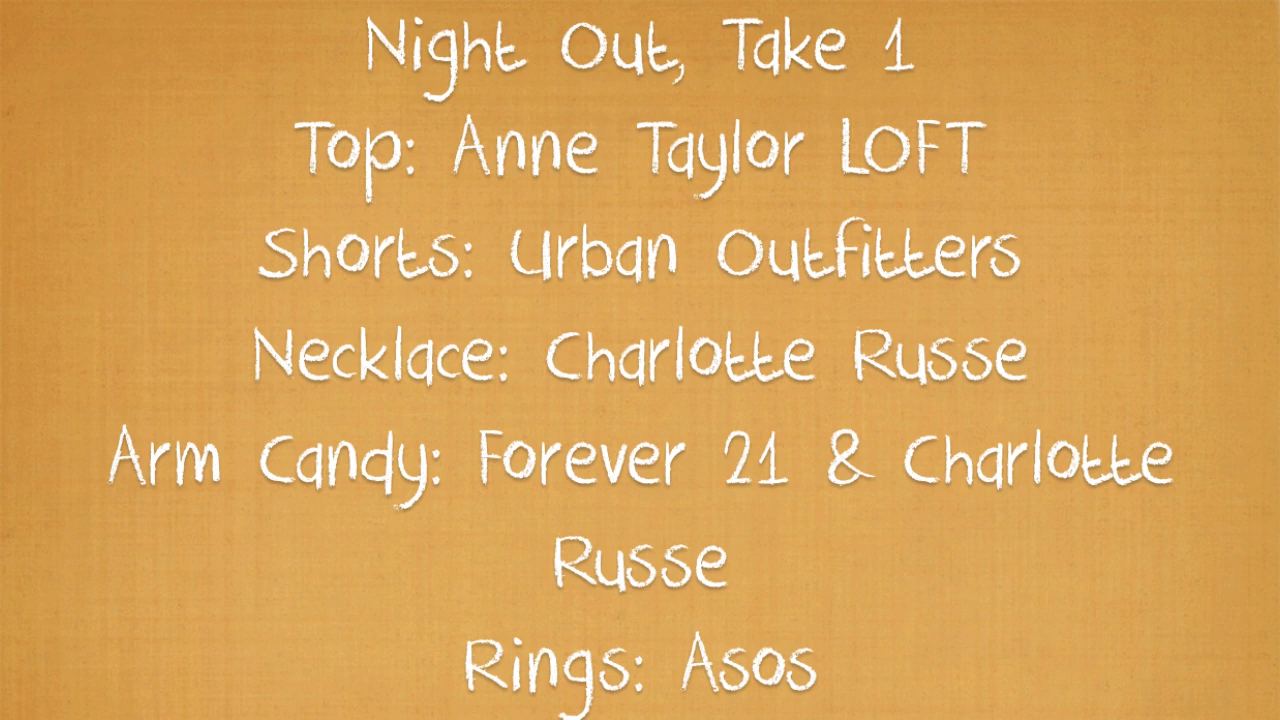 Night Out, Take 1
Top: Anne Taylor LOFT
Shorts: Urban Outfitters
Necklace: Charlotte Russe
Arm Candy: Forever 21 & Charlotte
Russe
Rings: Asos